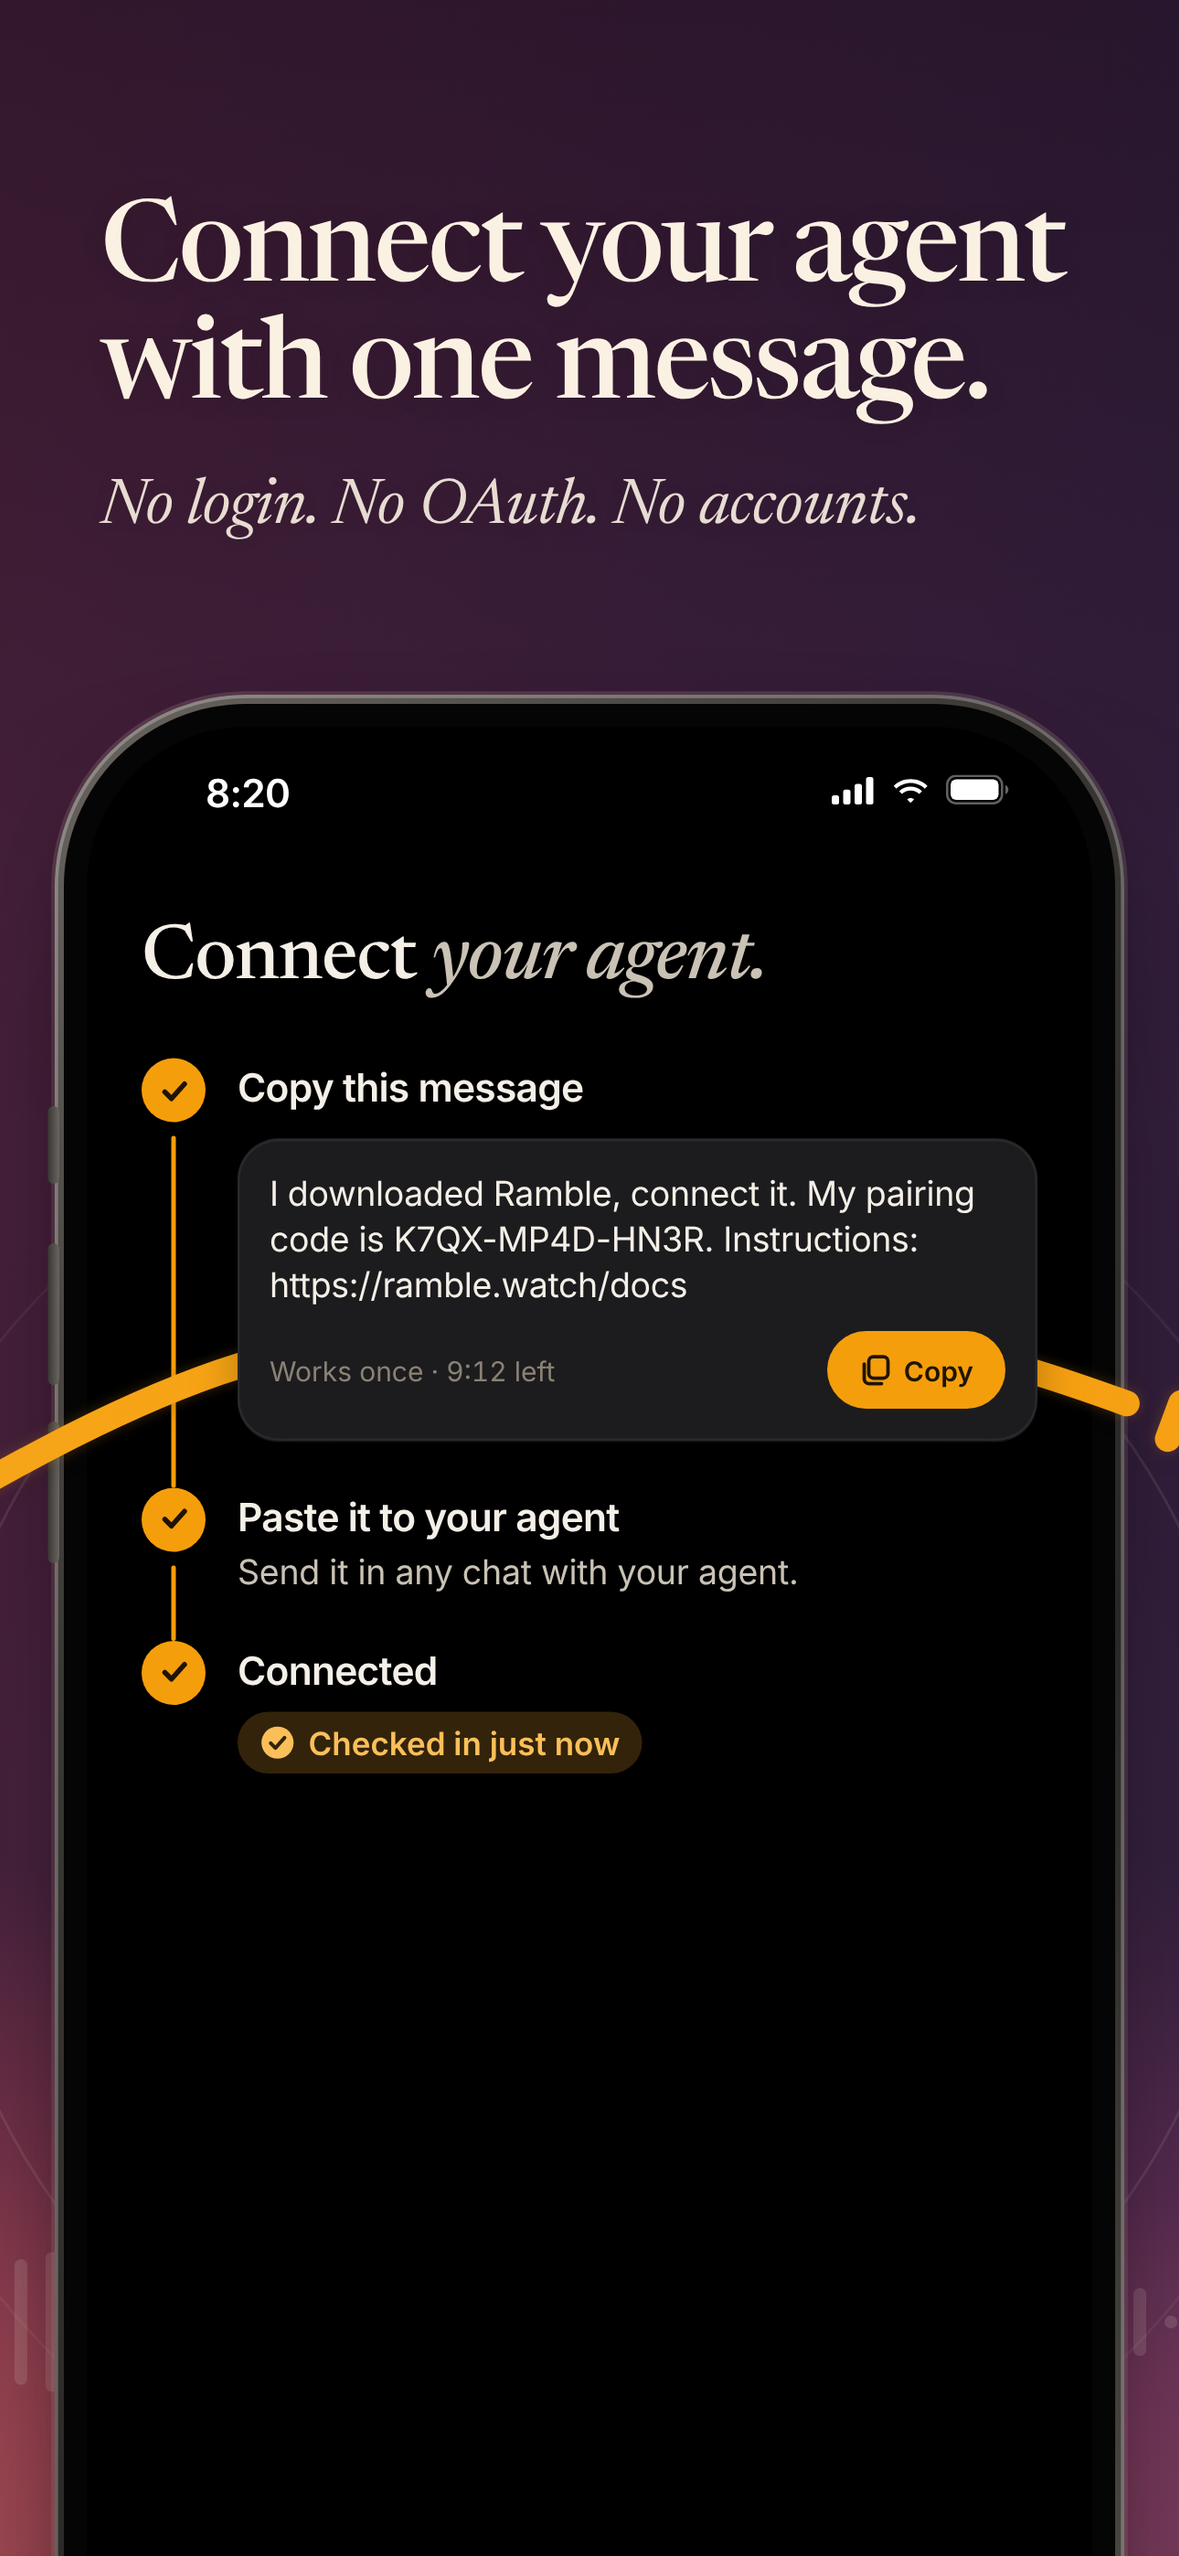 Connect your agent
with one message.
No login. No OAuth. No accounts.
8:20
Connect your agent.
Copy this message
I downloaded Ramble, connect it. My pairing
code is K7QX-MP4D-HN3R. Instructions:
https://ramble.watch/docs
Works once · 9:12 left
Copy
Paste it to your agent
Send it in any chat with your agent.
Connected
Checked in just now